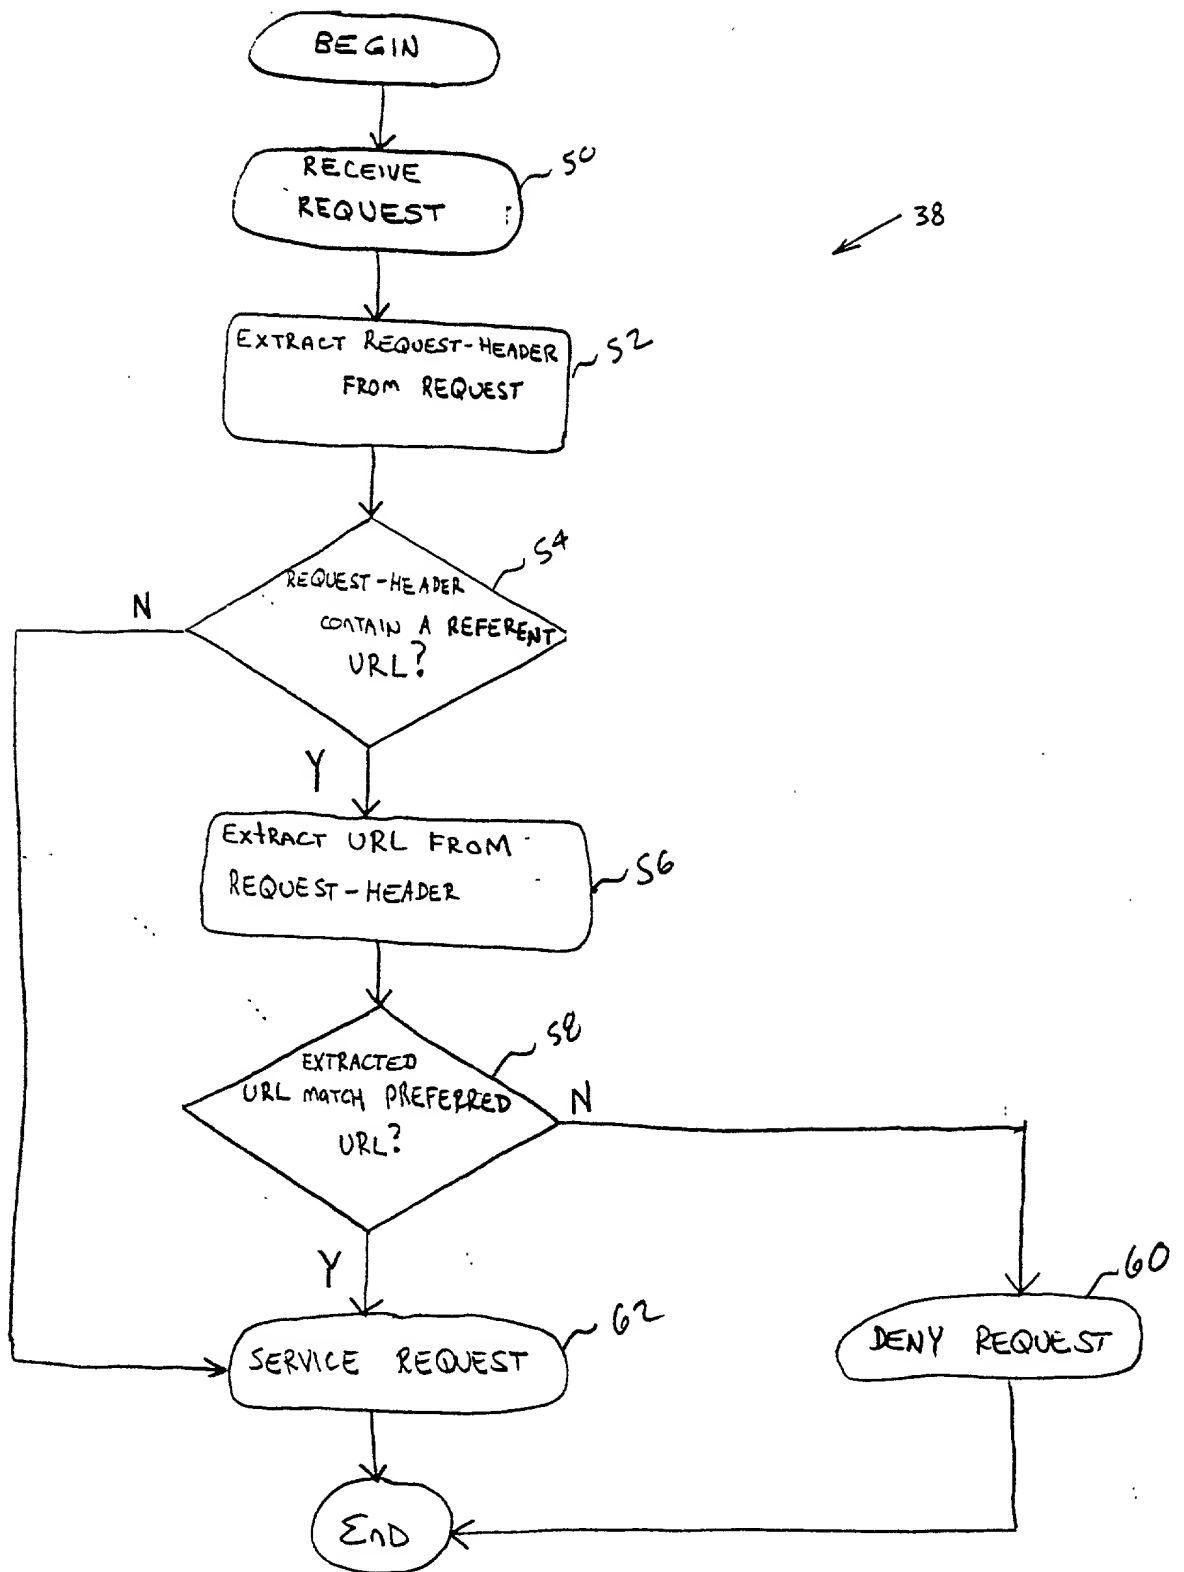 BEGIN
RECEIVE
REQUEST
50
38
EXTRACT REQUEST-HEADER
FROM REQUEST
52
REQUEST-HEADER
CONTAIN A REFERENT
URL?
54
N
Y
EXTRACT URL FROM
REQUEST-HEADER
56
EXTRACTED
URL MATCH PREFERRED
URL?
58
N
Y
SERVICE REQUEST
62
DENY REQUEST
60
END